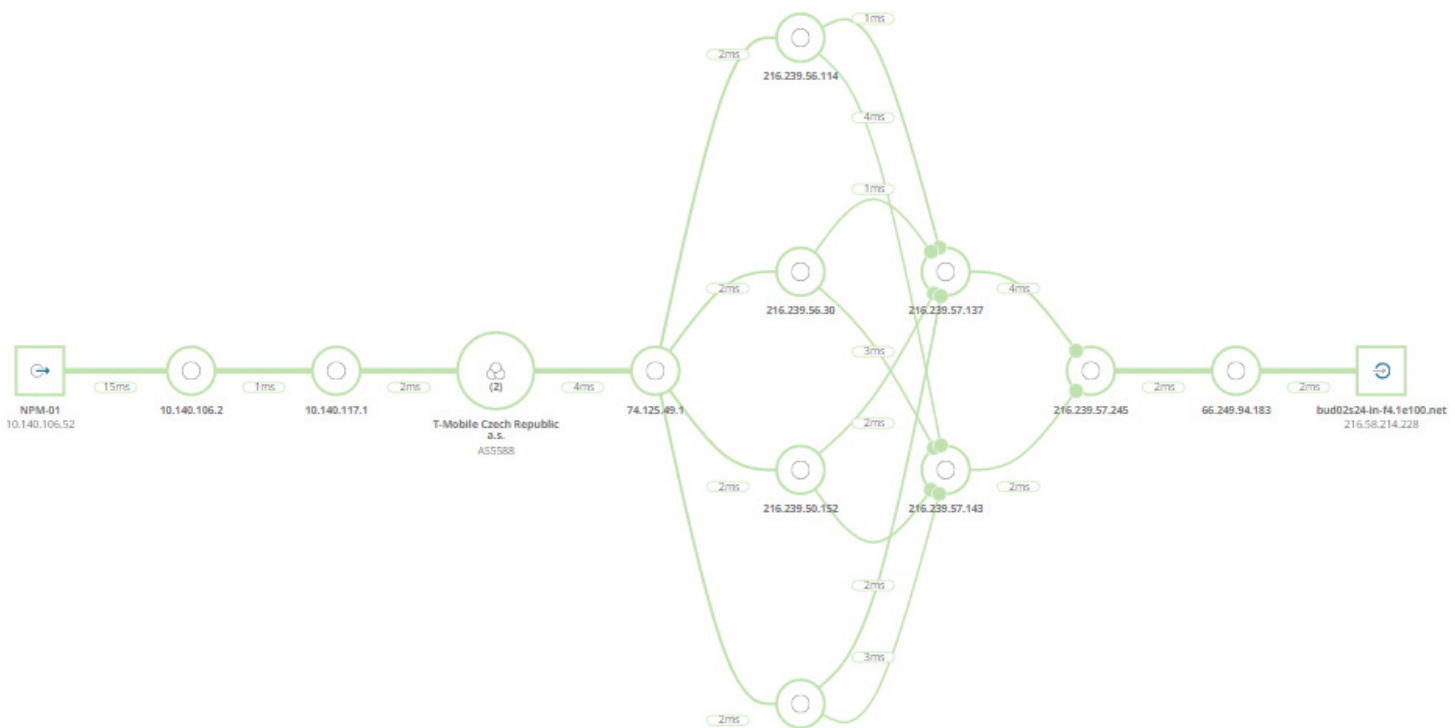 1ms
2ms
216.239.56.114
4ms
1ms
2ms
216.239.56.30
216.239.57.137
4ms
3ms
15ms
1ms
2ms
(2)
4ms
2ms
2ms
NPM-01
10.140.106.52
10.140.106.2
10.140.117.1
T-Mobile Czech Republic
a.s.
AS5588
74.125.49.1
216.239.57.245
66.249.94.183
bud02s24-in-f4.1e100.net
216.58.214.228
2ms
2ms
216.239.50.152
216.239.57.143
2ms
2ms
3ms
2ms